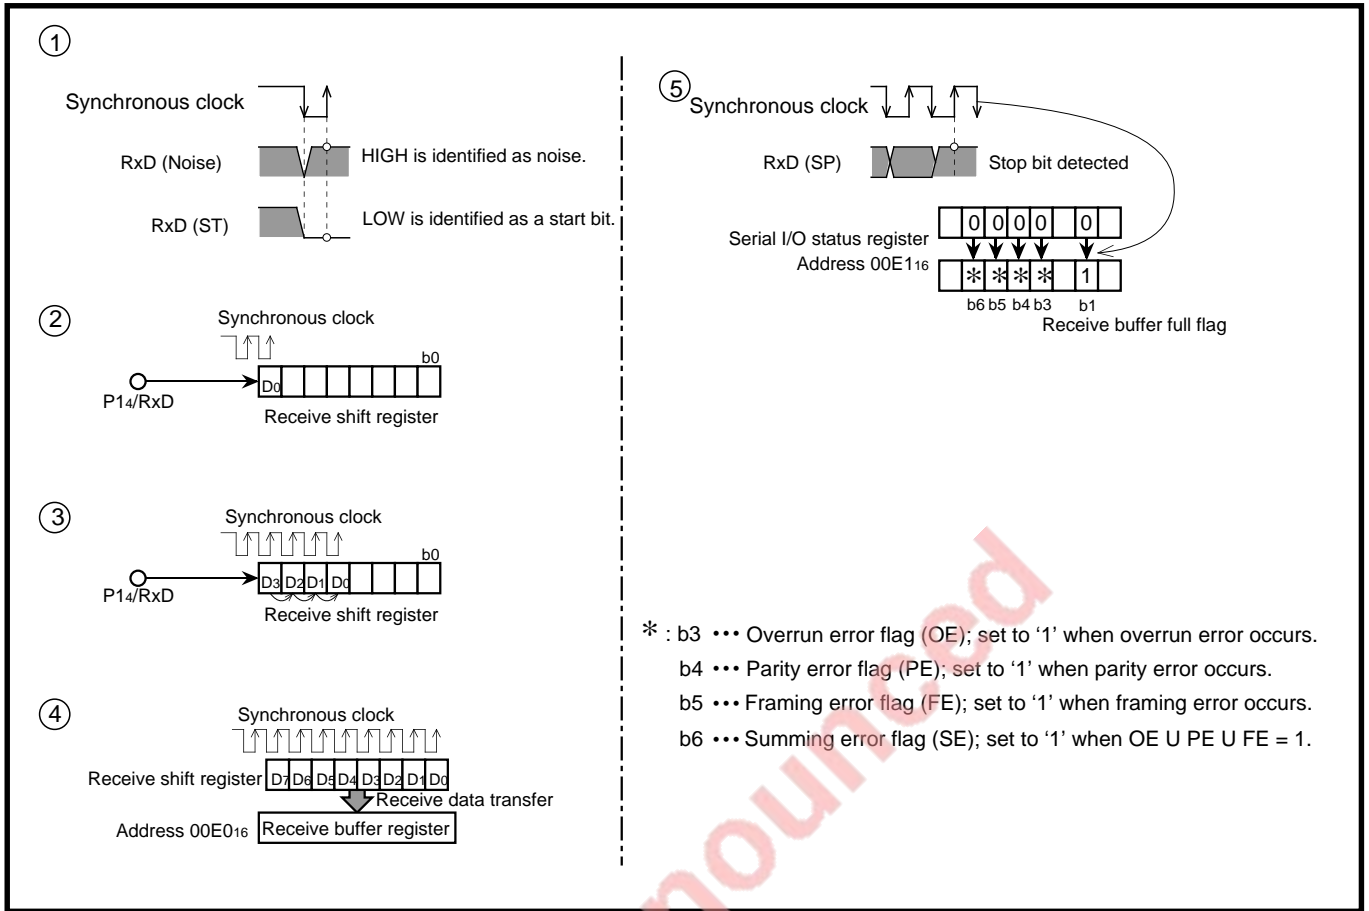 ①
Synchronous clock
RxD (Noise)
HIGH is identified as noise.
RxD (ST)
LOW is identified as a start bit.
②
Synchronous clock
b0
D0
P14/RxD
Receive shift register
③
Synchronous clock
b0
D3 D2 D1 D0
P14/RxD
Receive shift register
④
Synchronous clock
Receive shift register D7 D6 D5 D4 D3 D2 D1 D0
Receive data transfer
Address 00E016 Receive buffer register
⑤
Synchronous clock
RxD (SP)
Stop bit detected
0 0 0 0 0
Serial I/O status register
Address 00E116
* * * * 1
b6 b5 b4 b3 b1
Receive buffer full flag
* : b3 ••• Overrun error flag (OE); set to ‘1’ when overrun error occurs.
b4 ••• Parity error flag (PE); set to ‘1’ when parity error occurs.
b5 ••• Framing error flag (FE); set to ‘1’ when framing error occurs.
b6 ••• Summing error flag (SE); set to ‘1’ when OE U PE U FE = 1.
ounced